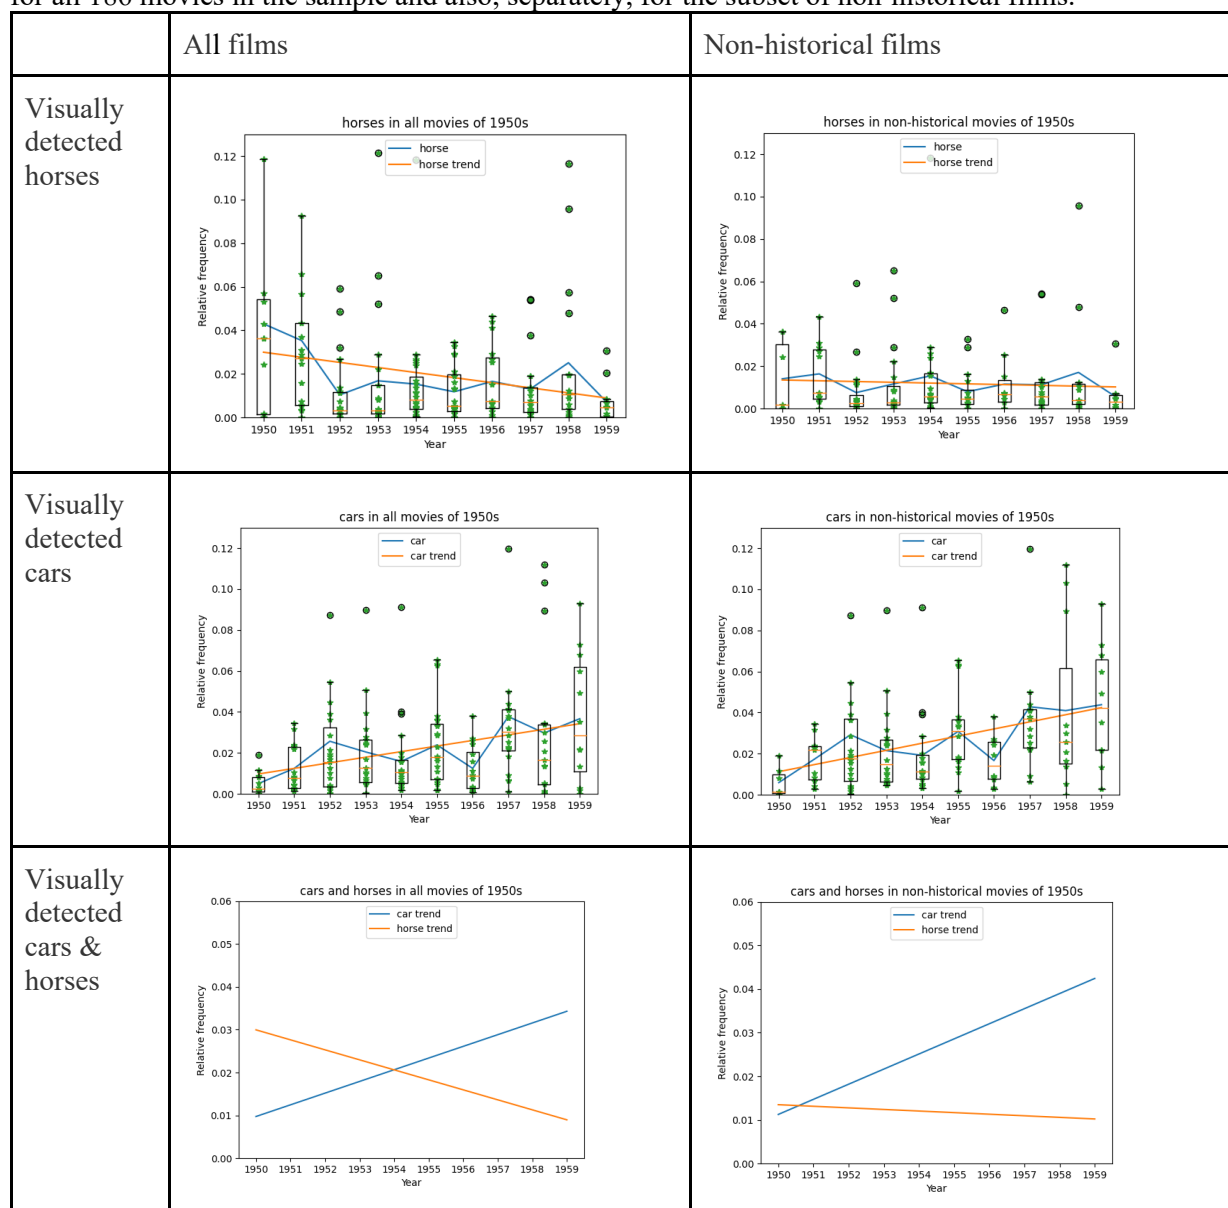 for all 186 movies in the sample and also, separately, for the subset of non-historical films.
All films
Non-historical films
Visually
detected
horses
horses in all movies of 1950s
horse
horse trend
0.12
0.10
0.08
0.06
0.04
0.02
0.00
Relative frequency
1950 1951 1952 1953 1954 1955 1956 1957 1958 1959
Year
horses in non-historical movies of 1950s
horse
horse trend
0.12
0.10
0.08
0.06
0.04
0.02
0.00
Relative frequency
1950 1951 1952 1953 1954 1955 1956 1957 1958 1959
Year
Visually
detected
cars
cars in all movies of 1950s
car
car trend
0.12
0.10
0.08
0.06
0.04
0.02
0.00
Relative frequency
1950 1951 1952 1953 1954 1955 1956 1957 1958 1959
Year
cars in non-historical movies of 1950s
car
car trend
0.12
0.10
0.08
0.06
0.04
0.02
0.00
Relative frequency
1950 1951 1952 1953 1954 1955 1956 1957 1958 1959
Year
Visually
detected
cars &
horses
cars and horses in all movies of 1950s
car trend
horse trend
0.06
0.05
0.04
0.03
0.02
0.01
0.00
Relative frequency
1950 1951 1952 1953 1954 1955 1956 1957 1958 1959
Year
cars and horses in non-historical movies of 1950s
car trend
horse trend
0.06
0.05
0.04
0.03
0.02
0.01
0.00
Relative frequency
1950 1951 1952 1953 1954 1955 1956 1957 1958 1959
Year